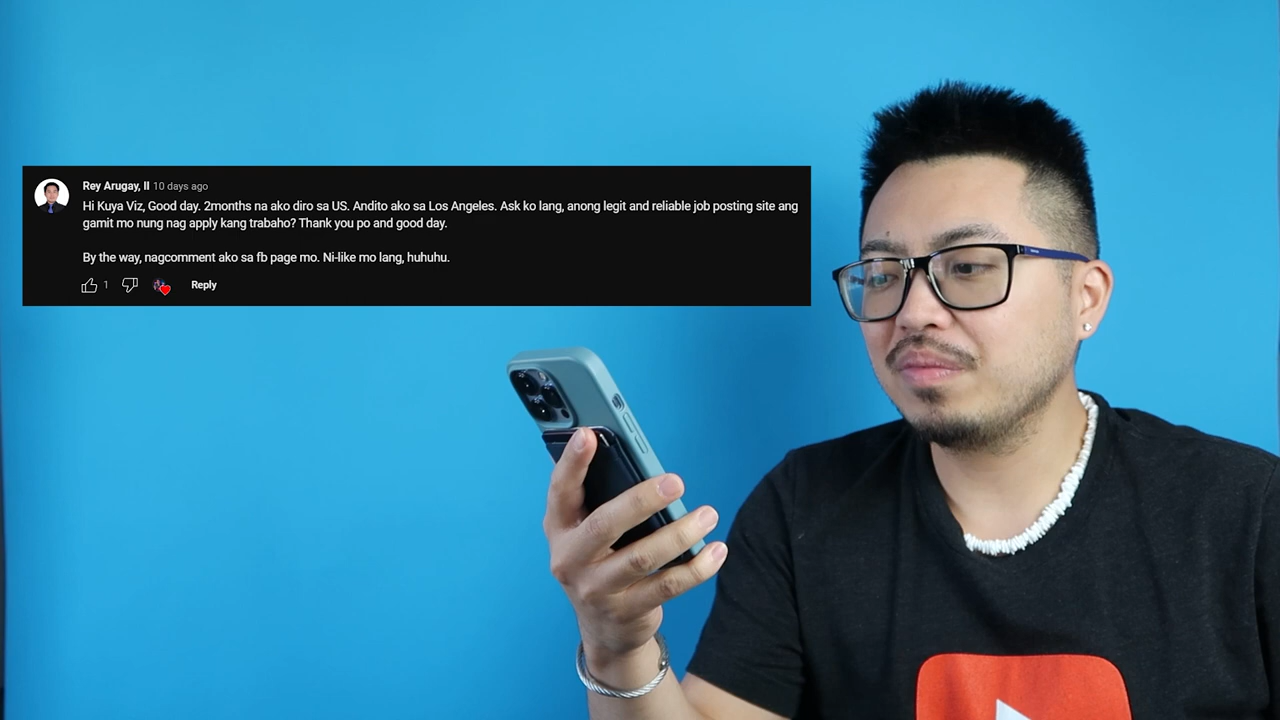 Rey Arugay, II 10 days ago
Hi Kuya Viz, Good day. 2months na ako diro sa US. Andito ako sa Los Angeles. Ask ko lang, anong legit and reliable job posting site ang
gamit mo nung nag apply kang trabaho? Thank you po and good day.
By the way, nagcomment ako sa fb page mo. Ni-like mo lang, huhuhu.
1 Reply